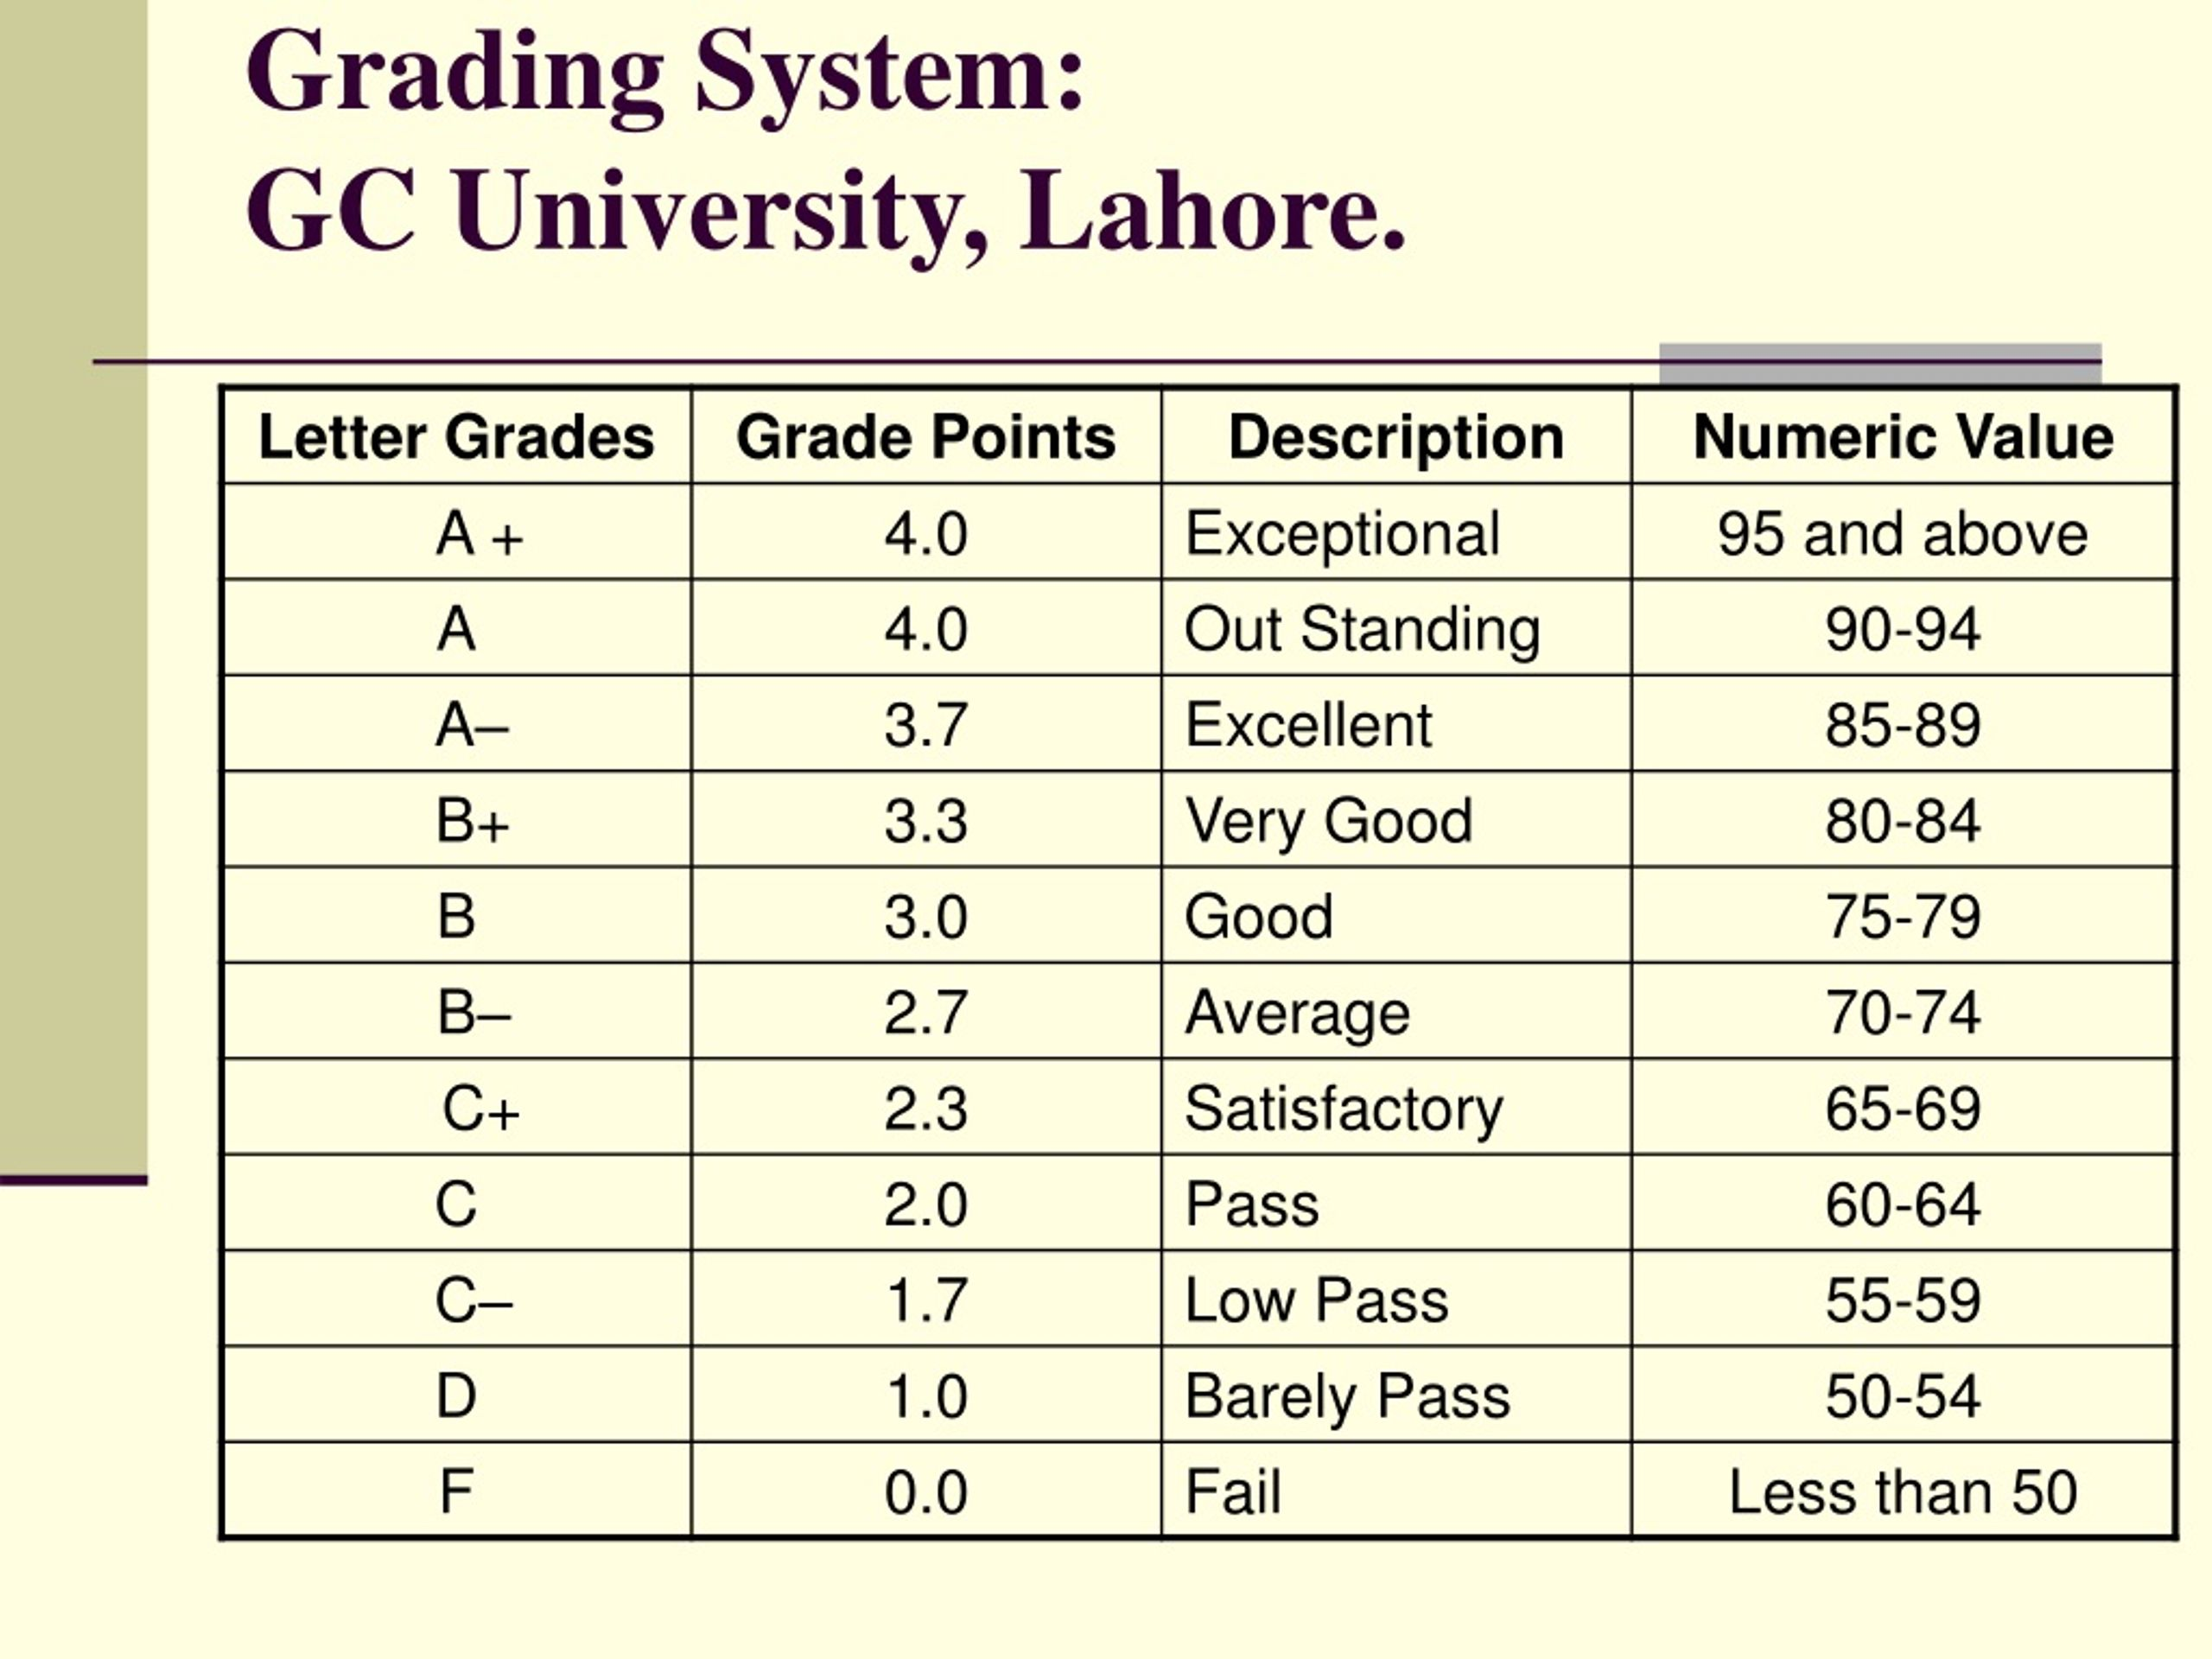 Grading System:
GC University, Lahore.
Letter Grades Grade Points Description Numeric Value
A + 4.0 Exceptional 95 and above
A 4.0 Out Standing 90-94
A– 3.7 Excellent 85-89
B+ 3.3 Very Good 80-84
B 3.0 Good 75-79
B– 2.7 Average 70-74
C+ 2.3 Satisfactory 65-69
C 2.0 Pass 60-64
C– 1.7 Low Pass 55-59
D 1.0 Barely Pass 50-54
F 0.0 Fail Less than 50